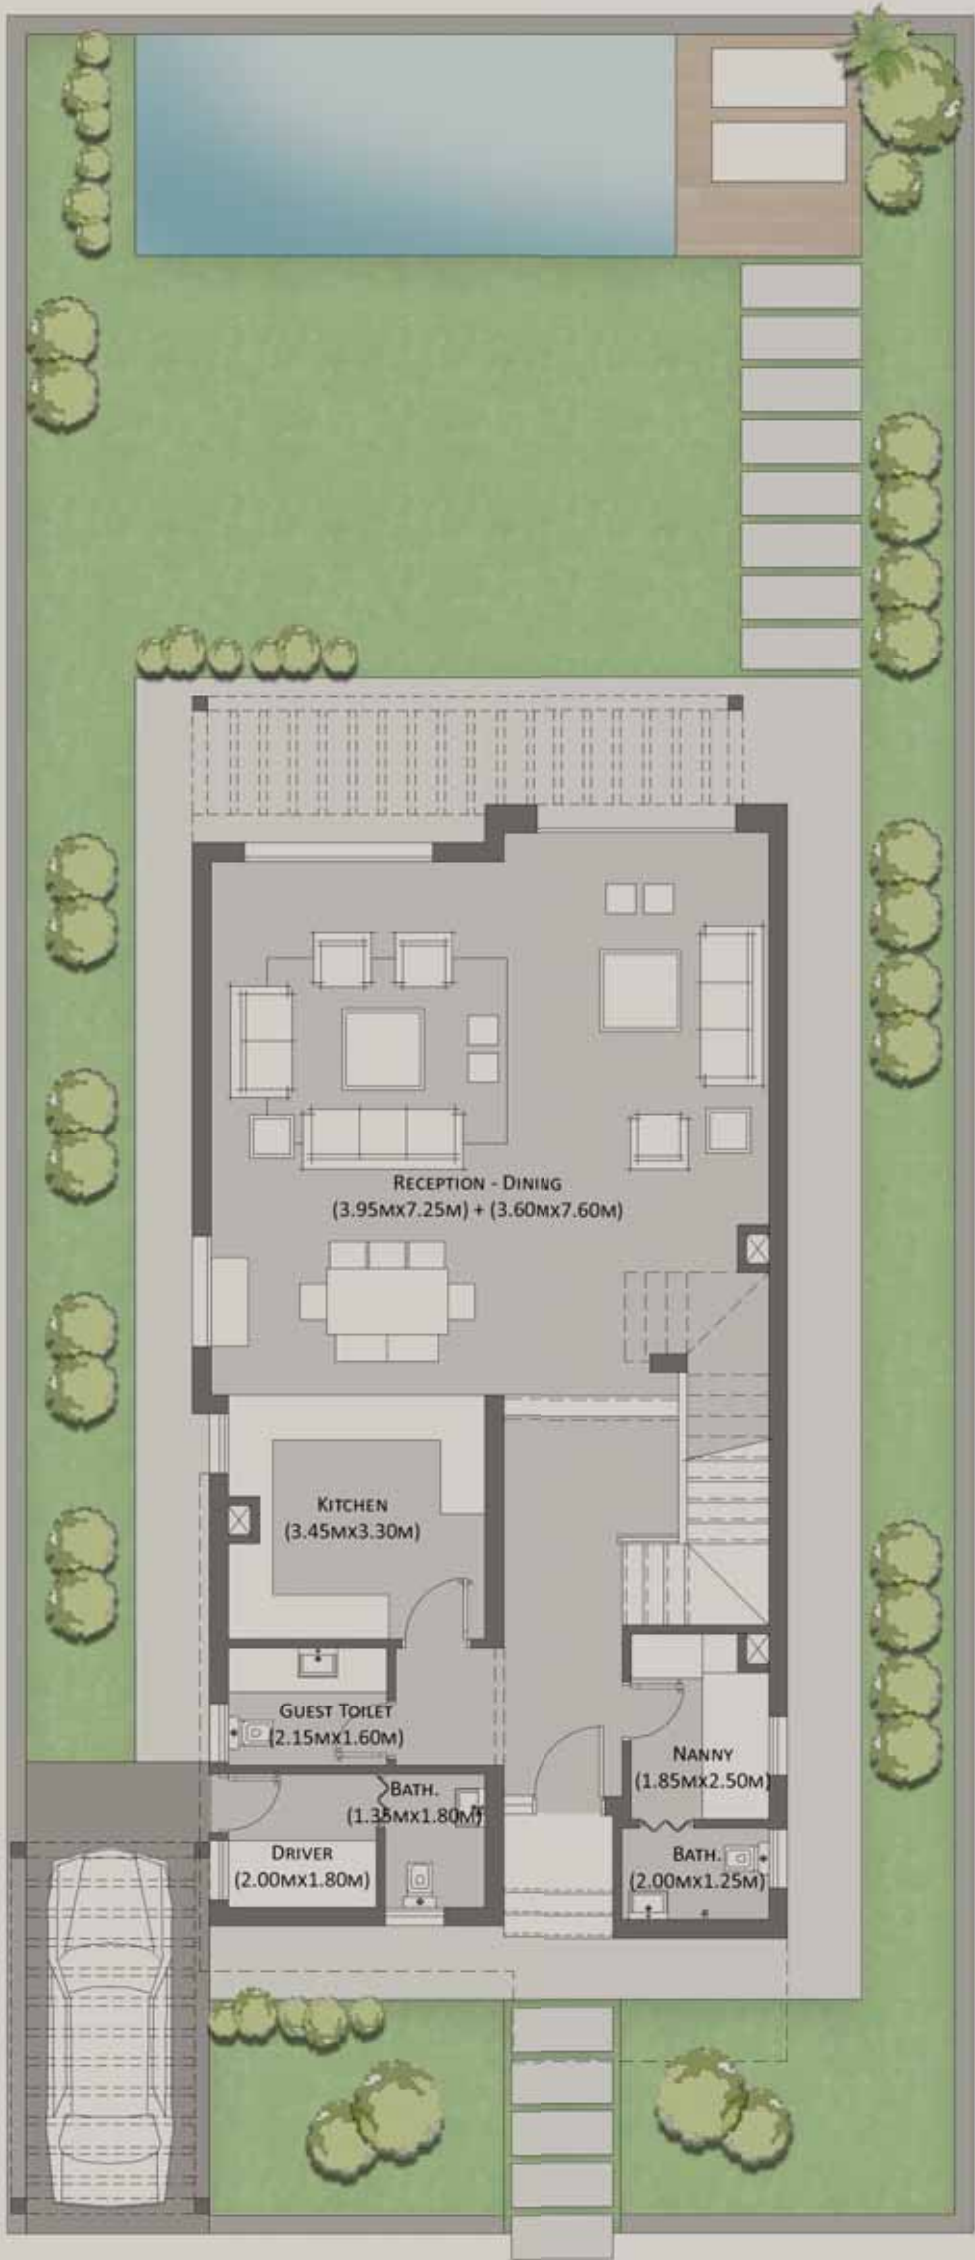 RECEPTION - DINING
(3.95MX7.25M) + (3.60MX7.60M)
KITCHEN
(3.45MX3.30M)
GUEST TOILET
(2.15MX1.60M)
NANNY
(1.85MX2.50M)
BATH.
(1.35MX1.80M)
DRIVER
(2.00MX1.80M)
BATH.
(2.00MX1.25M)